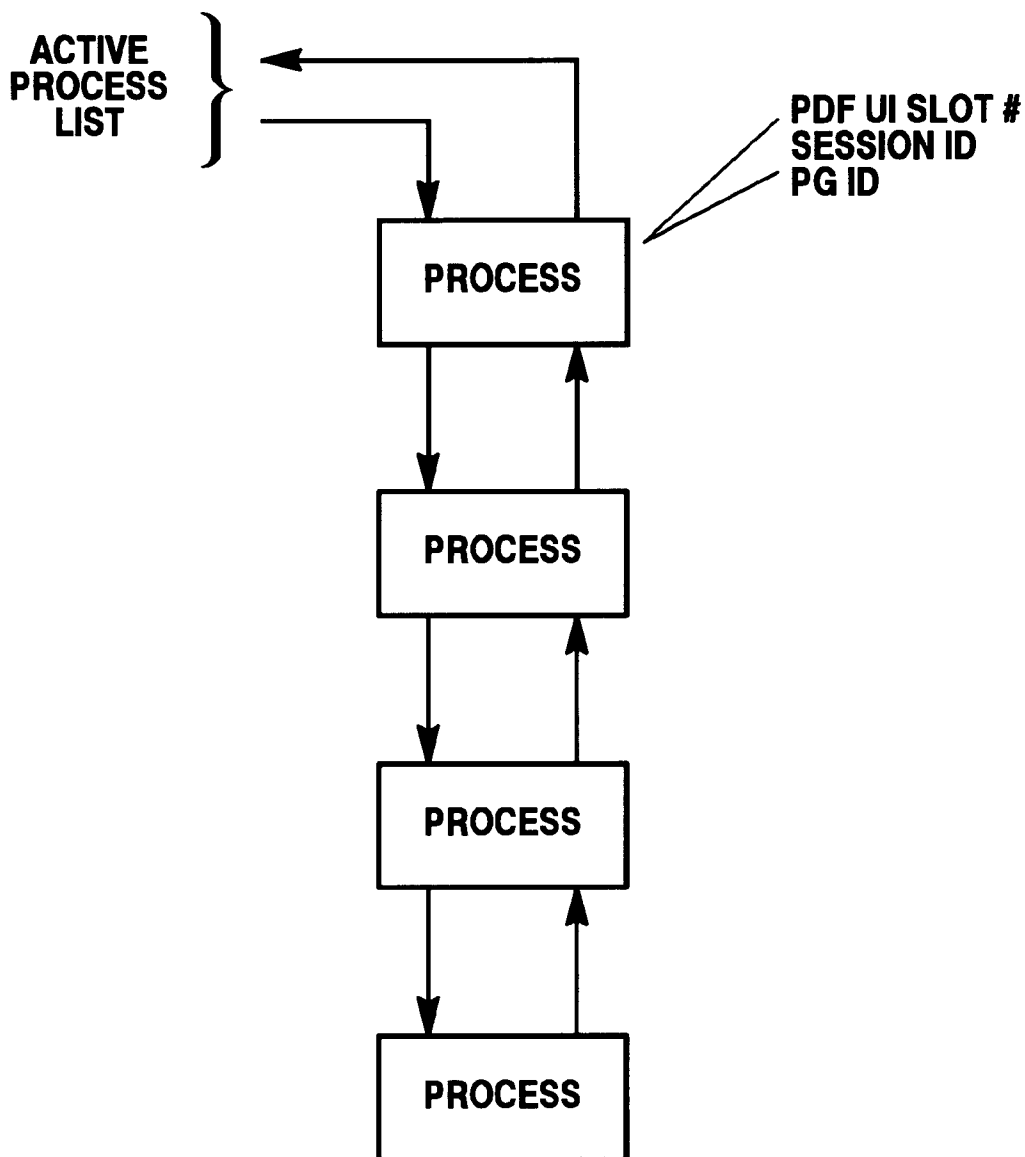 ACTIVE
PROCESS
LIST
PDF UI SLOT #
SESSION ID
PG ID
PROCESS
PROCESS
PROCESS
PROCESS